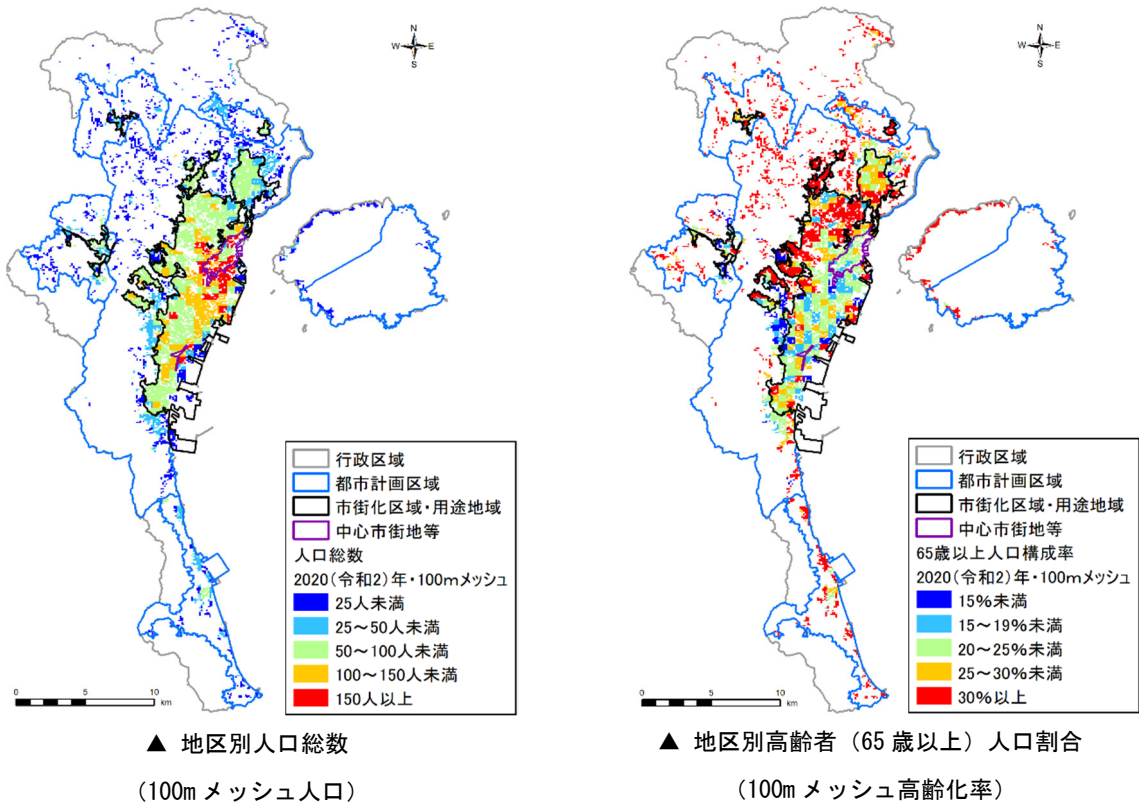 N
W E
S
行政区域
都市計画区域
市街化区域・用途地域
中心市街地等
人口総数
2020(令和2)年・100mメッシュ
25人未満
25～50人未満
50～100人未満
100～150人未満
150人以上
0 5 10
km
▲ 地区別人口総数
(100m メッシュ人口)
N
W E
S
行政区域
都市計画区域
市街化区域・用途地域
中心市街地等
65歳以上人口構成率
2020(令和2)年・100mメッシュ
15%未満
15～19%未満
20～25%未満
25～30%未満
30%以上
0 5 10
km
▲ 地区別高齢者（65 歳以上）人口割合
(100m メッシュ高齢化率)